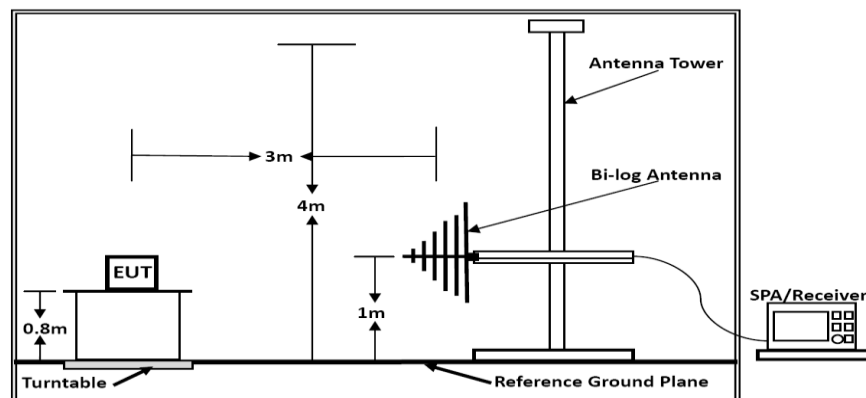 Antenna Tower
3m
Bi-log Antenna
4m
EUT
SPA/Receiver
0.8m
1m
Turntable
Reference Ground Plane